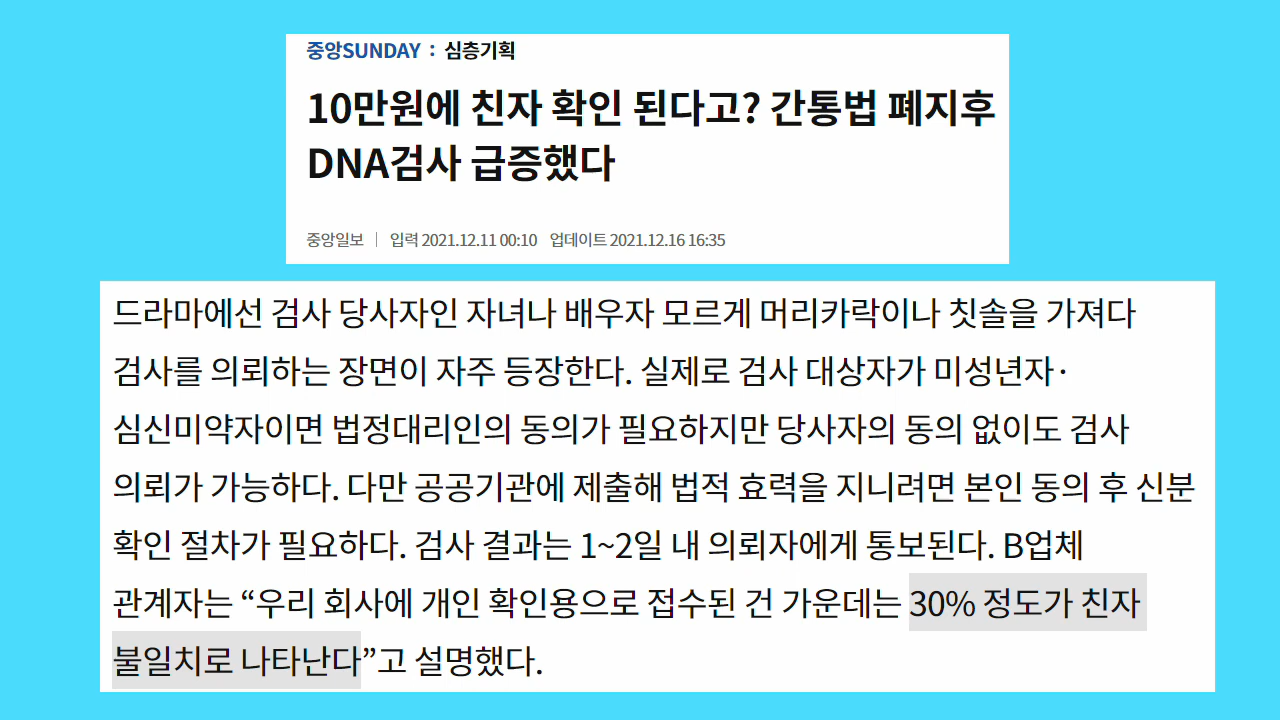 중앙SUNDAY : 심층기획
10만원에 친자 확인 된다고? 간통법 폐지후
DNA검사 급증했다
중앙일보 | 입력 2021.12.11 00:10 업데이트 2021.12.16 16:35
드라마에선 검사 당사자인 자녀나 배우자 모르게 머리카락이나 칫솔을 가져다
검사를 의뢰하는 장면이 자주 등장한다. 실제로 검사 대상자가 미성년자·
심신미약자이면 법정대리인의 동의가 필요하지만 당사자의 동의 없이도 검사
의뢰가 가능하다. 다만 공공기관에 제출해 법적 효력을 지니려면 본인 동의 후 신분
확인 절차가 필요하다. 검사 결과는 1~2일 내 의뢰자에게 통보된다. B업체
관계자는 “우리 회사에 개인 확인용으로 접수된 건 가운데는 30% 정도가 친자
불일치로 나타난다”고 설명했다.